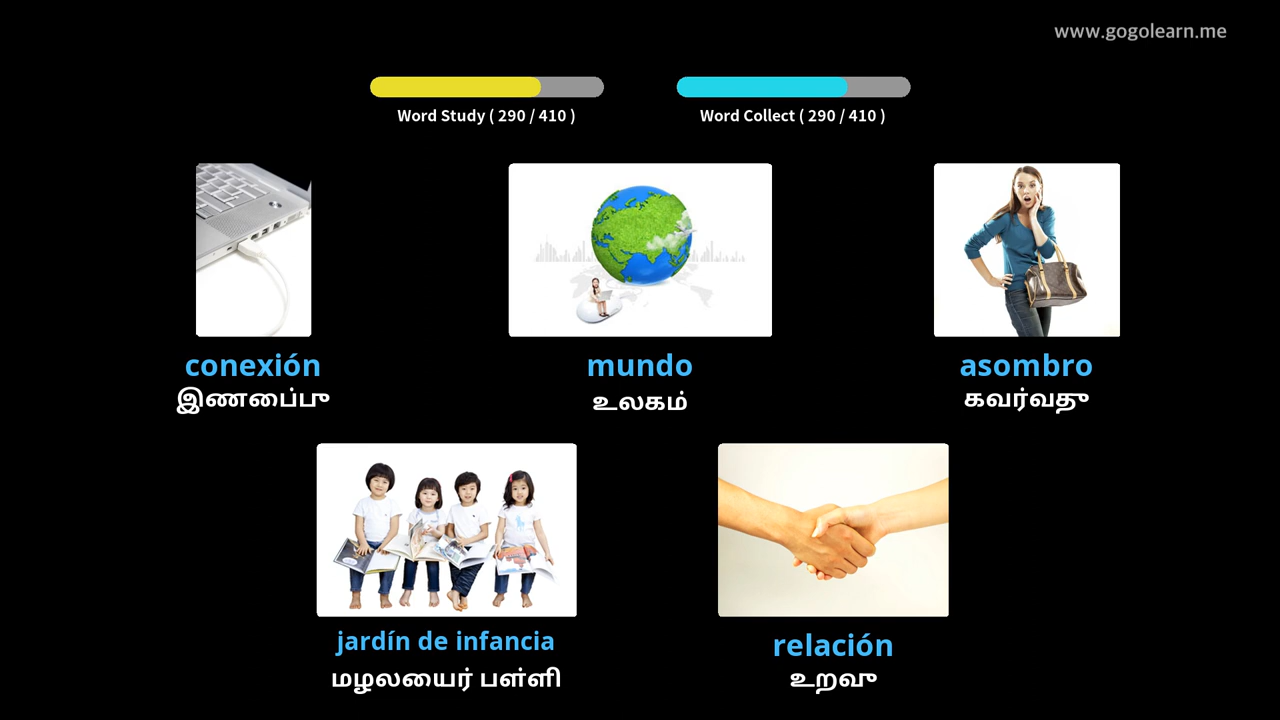 www.gogolearn.me
Word Study ( 290 / 410 )
Word Collect ( 290 / 410 )
conexión
இணைப்பு
mundo
உலகம்
asombro
கவர்வது
jardín de infancia
மழலையர் பள்ளி
relación
உறவு